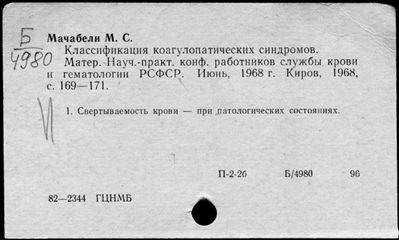 Б
4980
Мачабели М. С.
Классификация коагулопатических синдромов.
Матер. Науч.-практ. конф. работников службы крови
и гематологии РСФСР. Июнь, 1968 г. Киров, 1968,
с. 169—171.
1. Свертываемость крови — при патологических состояниях.
П-2-2б Б/4980 96
82—2344 ГЦНМБ